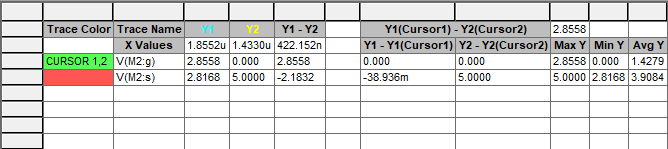 Trace Color Trace Name Y1 Y2 Y1 - Y2 Y1(Cursor1) - Y2(Cursor2) 2.8558
X Values 1.8552u 1.4330u 422.152n Y1 - Y1(Cursor1) Y2 - Y2(Cursor2) Max Y Min Y Avg Y
CURSOR 1,2 V(M2:g) 2.8558 0.000 2.8558 0.000 0.000 2.8558 0.000 1.4279
V(M2:s) 2.8168 5.0000 -2.1832 -38.936m 5.0000 5.0000 2.8168 3.9084